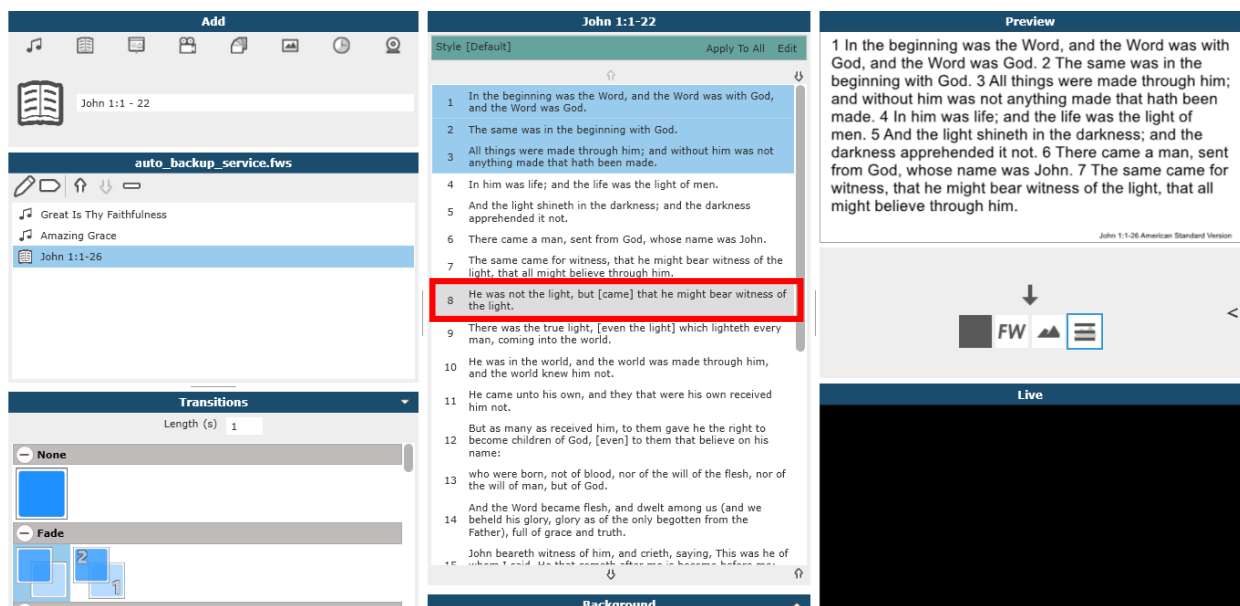 Add
John 1:1 - 22
auto_backup_service.fws
Great Is Thy Faithfulness
Amazing Grace
John 1:1-26
Transitions
Length (s) 1
None
Fade
2
1
John 1:1-22
Style [Default] Apply To All Edit
1 In the beginning was the Word, and the Word was with God,
and the Word was God.
2 The same was in the beginning with God.
3 All things were made through him; and without him was not
anything made that hath been made.
4 In him was life; and the life was the light of men.
5 And the light shineth in the darkness; and the darkness
apprehended it not.
6 There came a man, sent from God, whose name was John.
7 The same came for witness, that he might bear witness of the
light, that all might believe through him.
8 He was not the light, but [came] that he might bear witness of
the light.
9 There was the true light, [even the light] which lighteth every
man, coming into the world.
10 He was in the world, and the world was made through him,
and the world knew him not.
11 He came unto his own, and they that were his own received
him not.
12 But as many as received him, to them gave he the right to
become children of God, [even] to them that believe on his
name:
13 who were born, not of blood, nor of the will of the flesh, nor of
the will of man, but of God.
14 And the Word became flesh, and dwelt among us (and we
beheld his glory, glory as of the only begotten from the
Father), full of grace and truth.
15 John beareth witness of him, and crieth, saying, This was he of
whom I said, He that cometh after me is become before me:
Background
Preview
1 In the beginning was the Word, and the Word was with
God, and the Word was God. 2 The same was in the
beginning with God. 3 All things were made through him;
and without him was not anything made that hath been
made. 4 In him was life; and the life was the light of
men. 5 And the light shineth in the darkness; and the
darkness apprehended it not. 6 There came a man, sent
from God, whose name was John. 7 The same came for
witness, that he might bear witness of the light, that all
might believe through him.
John 1:1-26 American Standard Version
FW
<
Live